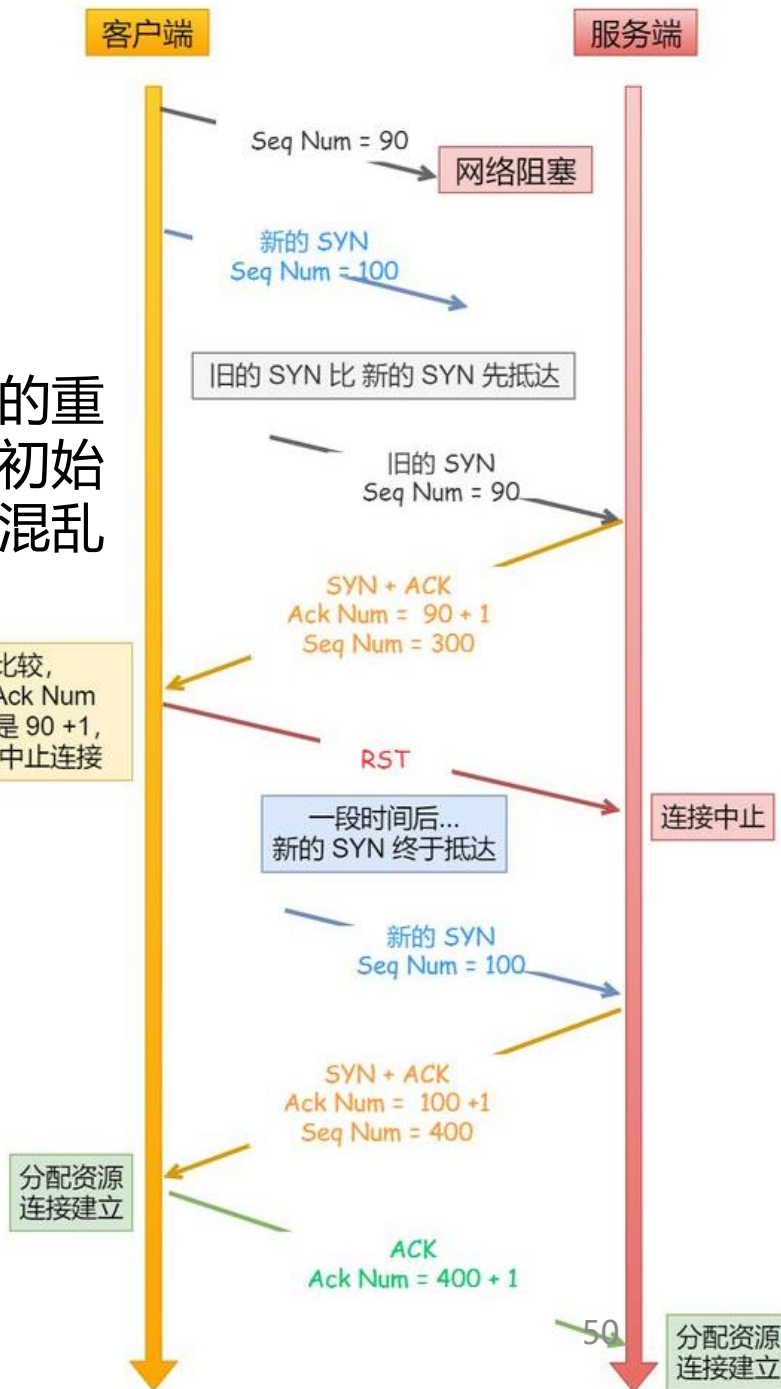 客户端
服务端
Seq Num = 90
网络阻塞
新的 SYN
Seq Num = 100
旧的 SYN 比 新的 SYN 先抵达
的重
初始
混乱
旧的 SYN
Seq Num = 90
SYN + ACK
Ack Num = 90 + 1
Seq Num = 300
比较,
Ack Num
是 90 +1,
中止连接
RST
连接中止
一段时间后...
新的 SYN 终于抵达
新的 SYN
Seq Num = 100
SYN + ACK
Ack Num = 100 +1
Seq Num = 400
分配资源
连接建立
ACK
Ack Num = 400 + 1
50
分配资源
连接建立